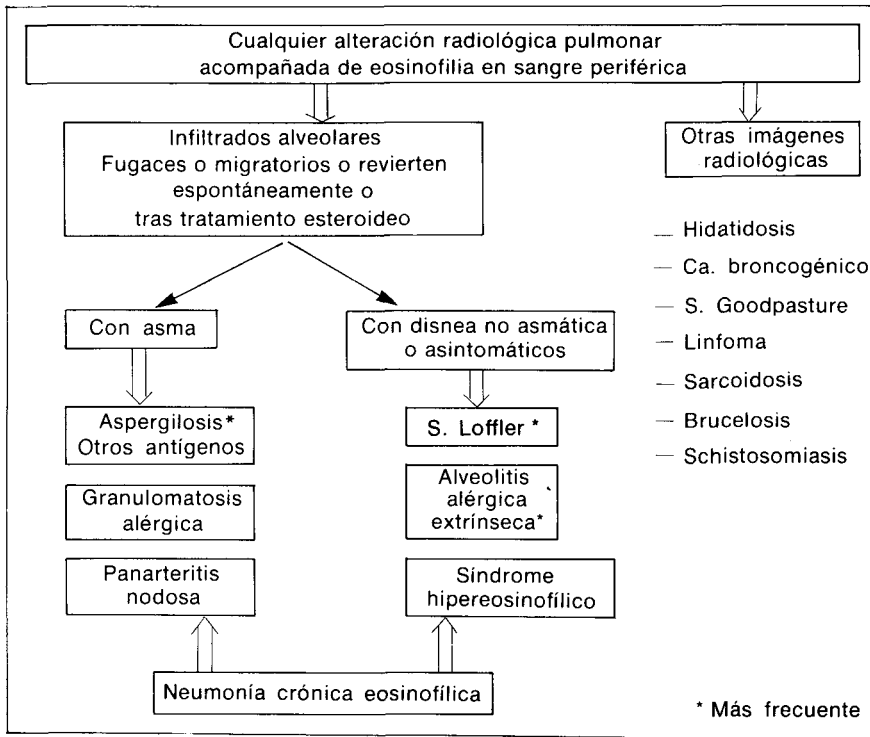 Cualquier alteración radiológica pulmonar
acompañada de eosinofilia en sangre periférica
Infiltrados alveolares
Fugaces o migratorios o revierten
espontáneamente o
tras tratamiento esteroideo
Otras imágenes
radiológicas
Con asma
Aspergilosis*
Otros antígenos
Granulomatosis
alérgica
Panarteritis
nodosa
Con disnea no asmática
o asintomáticos
S. Loffler *
Alveolitis
alérgica
extrínseca*
Síndrome
hipereosinofílico
Neumonía crónica eosinofílica
— Hidatidosis
— Ca. broncogénico
— S. Goodpasture
— Linfoma
— Sarcoidosis
— Brucelosis
— Schistosomiasis
* Más frecuente